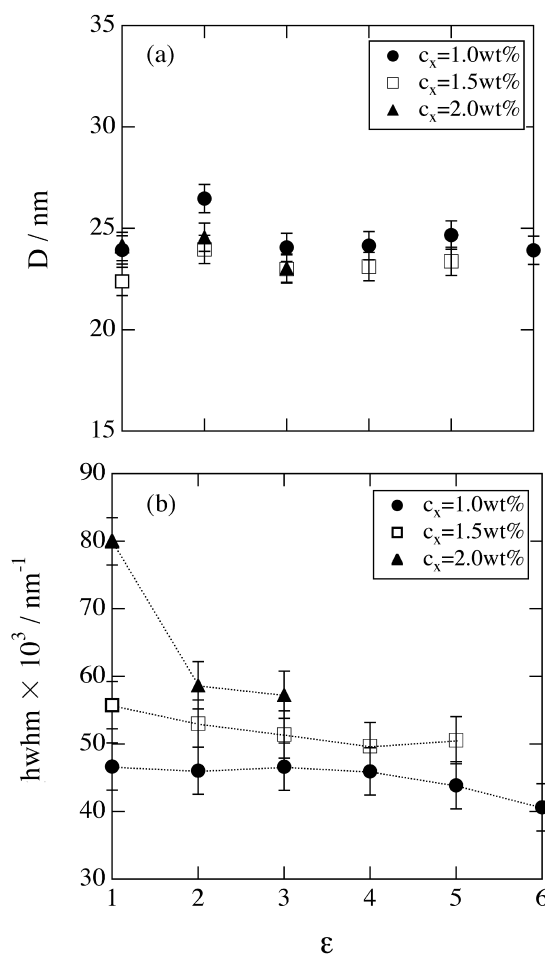 35
(a)
c_x=1.0wt%
c_x=1.5wt%
c_x=2.0wt%
30
D / nm
25
20
15
90
(b)
c_x=1.0wt%
c_x=1.5wt%
c_x=2.0wt%
80
70
hwhm × 10³ / nm⁻¹
60
50
40
30
1 2 3 4 5 6
ε